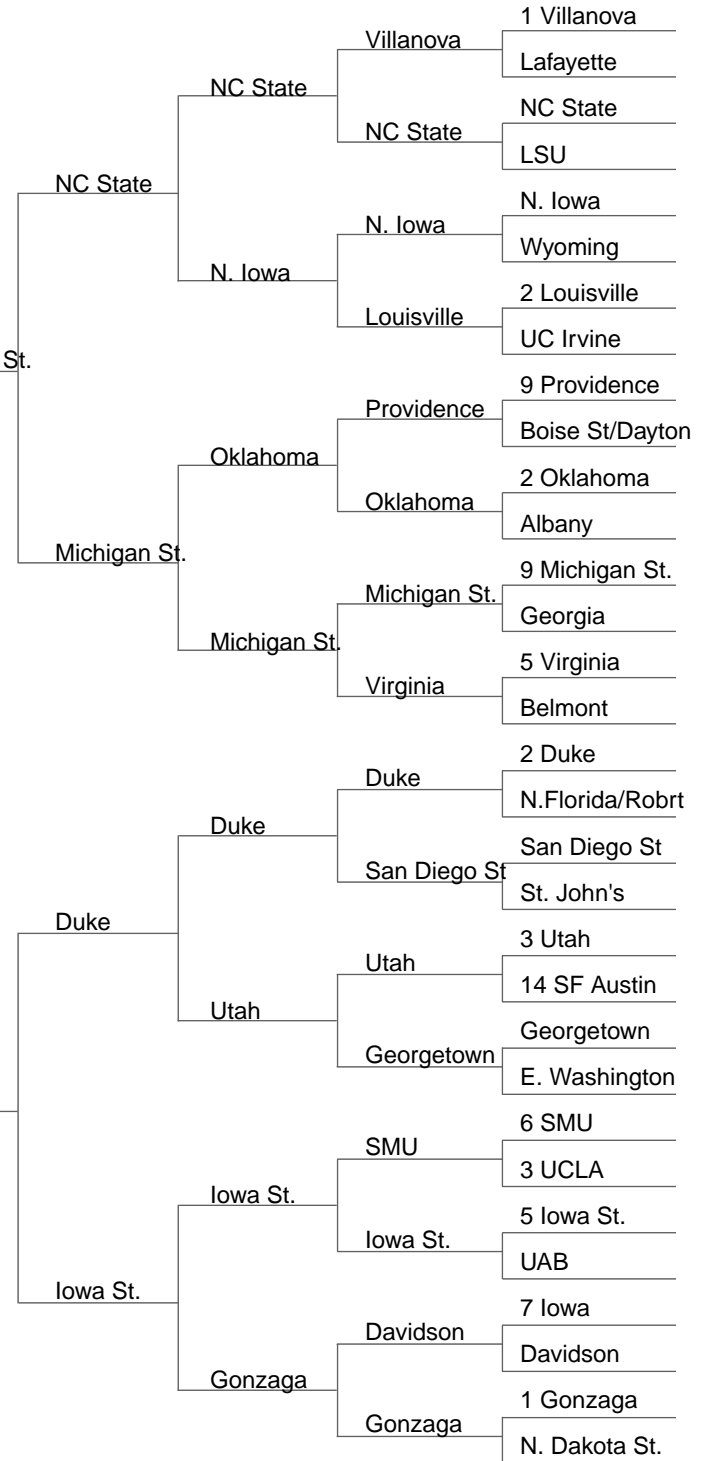 1 Villanova
Villanova
Lafayette
NC State
NC State
NC State
LSU
NC State
N. Iowa
N. Iowa
Wyoming
N. Iowa
2 Louisville
Louisville
UC Irvine
St.
9 Providence
Providence
Boise St/Dayton
Oklahoma
2 Oklahoma
Oklahoma
Albany
Michigan St.
9 Michigan St.
Michigan St.
Georgia
Michigan St.
5 Virginia
Virginia
Belmont
2 Duke
Duke
N.Florida/Robrt
Duke
San Diego St
San Diego St
St. John's
Duke
3 Utah
Utah
14 SF Austin
Utah
Georgetown
Georgetown
E. Washington
6 SMU
SMU
3 UCLA
Iowa St.
5 Iowa St.
Iowa St.
UAB
Iowa St.
7 Iowa
Davidson
Davidson
Gonzaga
1 Gonzaga
Gonzaga
N. Dakota St.